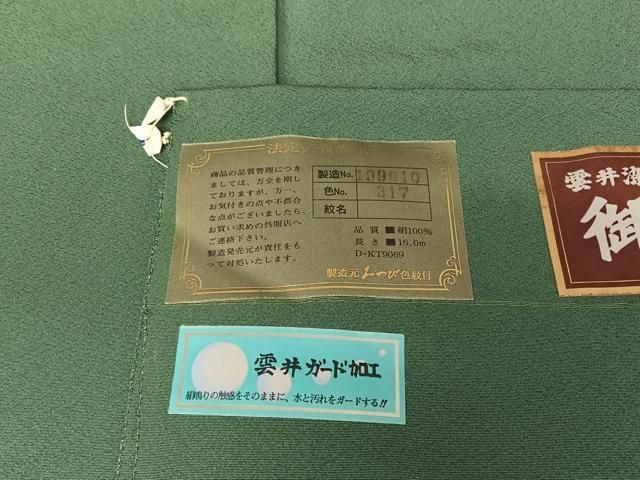 法定
商品の品質管理につき
ましては、万全を期し
ておりますが、万一、
お気付きの点や不都合
な点がございましたら、
お買い求めの呉服店へ
ご連絡下さい。
製造発売元が責任をも
って対処いたします。
製造No. 109610
色No. 317
紋名
品質■絹100%
長さ■16.0m
D-KT9069
製造元 みやび色紋付
雲井
御
雲井ガード加工
絹鳴りの触感をそのままに、水と汚れをガードする!!